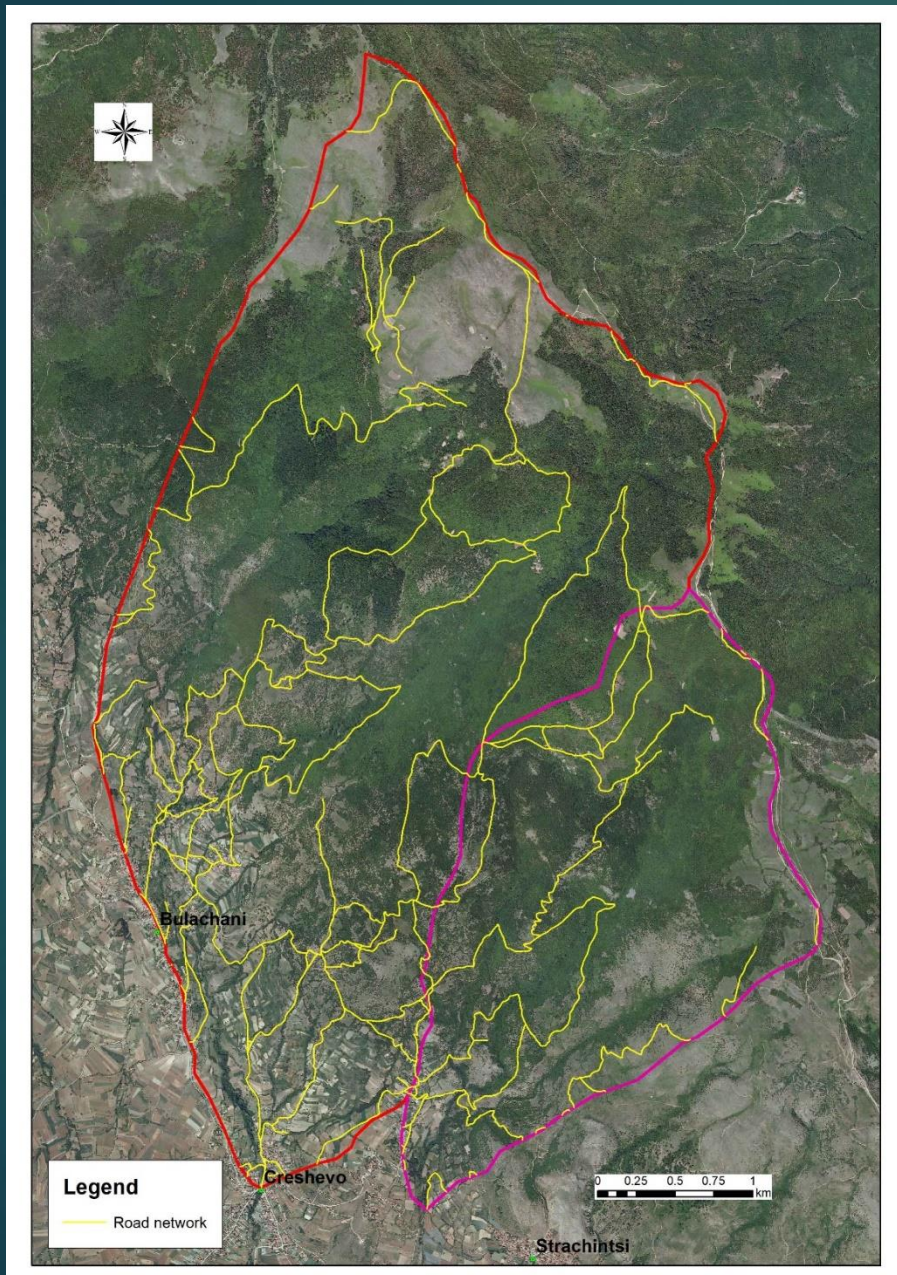 N
W E
S
Bulachani
Creshevo
Strachintsi
Legend
Road network
0 0.25 0.5 0.75 1
km